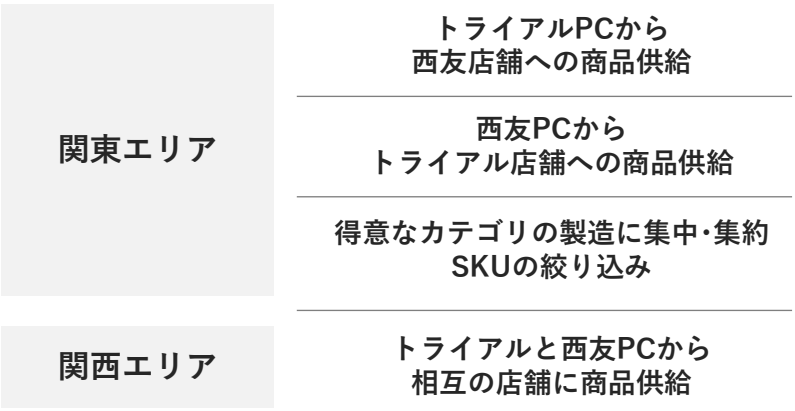 関東エリア
トライアルPCから
西友店舗への商品供給
西友PCから
トライアル店舗への商品供給
得意なカテゴリの製造に集中･集約
SKUの絞り込み
関西エリア
トライアルと西友PCから
相互の店舗に商品供給